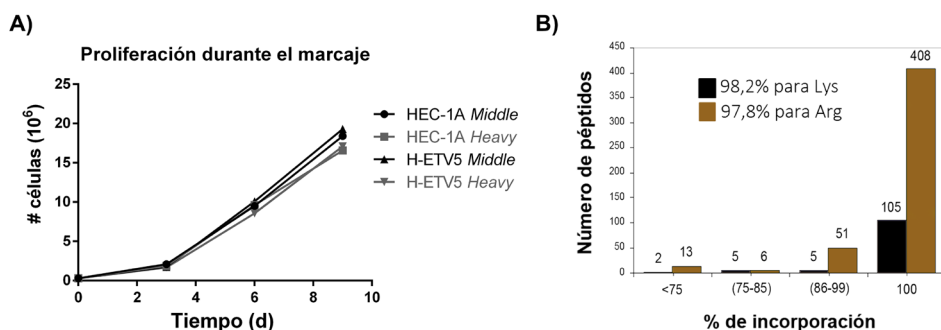 A)
Proliferación durante el marcaje
# células (10⁶)
25
20
15
10
5
0
0
2
4
6
8
10
Tiempo (d)
HEC-1A Middle
HEC-1A Heavy
H-ETV5 Middle
H-ETV5 Heavy
B)
Número de péptidos
450
400
350
300
250
200
150
100
50
0
98,2% para Lys
97,8% para Arg
2
13
5
6
5
51
105
408
<75
(75-85)
(86-99)
100
% de incorporación